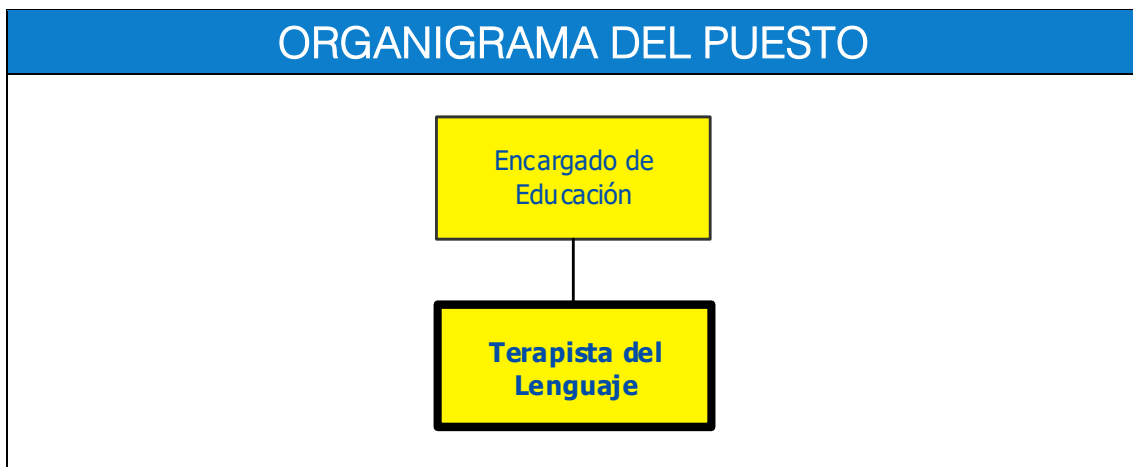 ORGANIGRAMA DEL PUESTO
Encargado de
Educación
Terapista del
Lenguaje